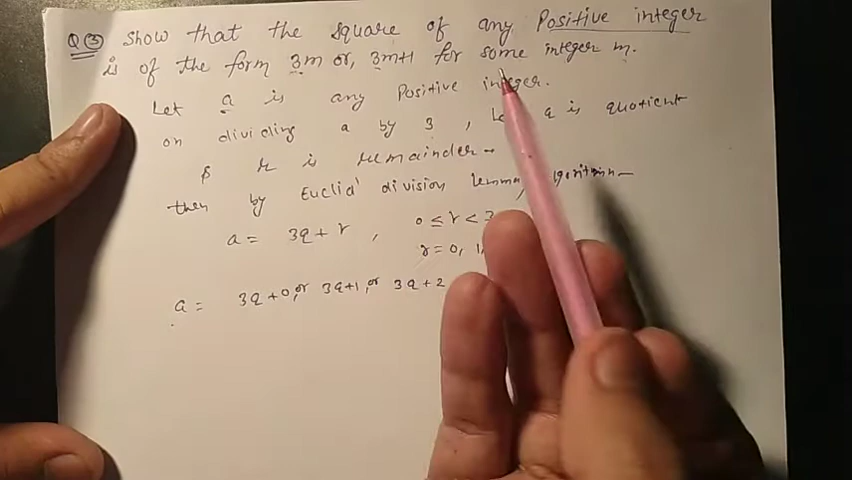 Q③ Show that the square of any Positive integer
is of the form 3m or, 3m+1 for some integer m.
Let a is any Positive integer.
on dividing a by 3, Let q is quotient
& r is remainder -
then by Euclid' division lemma,
a = 3q + r , 0 ≤ r <
r = 0, 1,
a = 3q + 0, or 3q+1, or 3q + 2